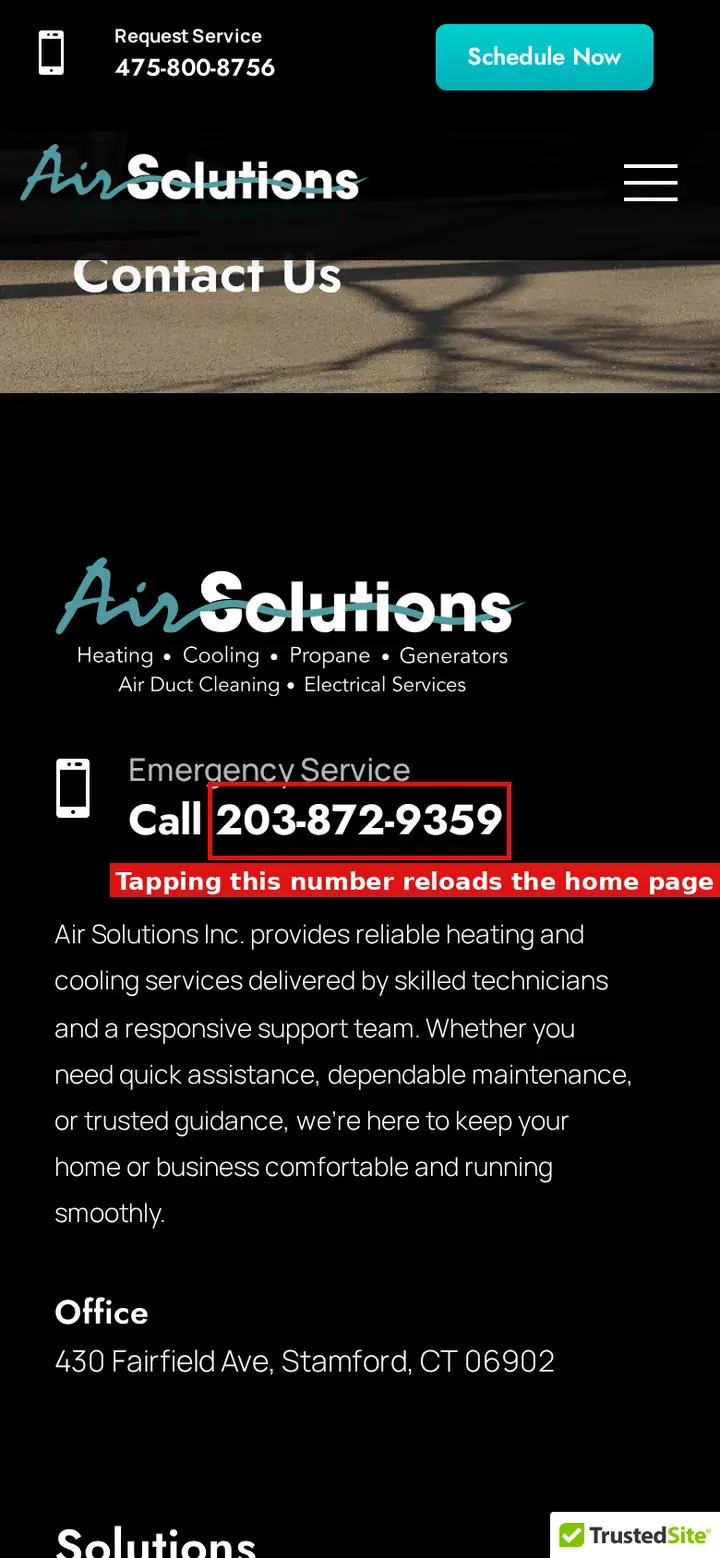 Request Service
475-800-8756
Schedule Now
Air Solutions
Contact Us
Air Solutions
Heating • Cooling • Propane • Generators
Air Duct Cleaning • Electrical Services
Emergency Service
Call 203-872-9359
Tapping this number reloads the home page
Air Solutions Inc. provides reliable heating and
cooling services delivered by skilled technicians
and a responsive support team. Whether you
need quick assistance, dependable maintenance,
or trusted guidance, we’re here to keep your
home or business comfortable and running
smoothly.
Office
430 Fairfield Ave, Stamford, CT 06902
Solutions
TrustedSite®